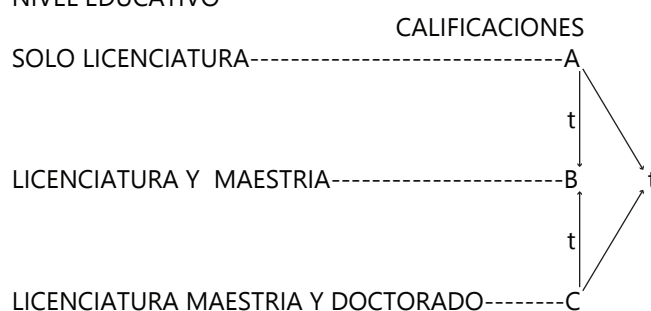 NIVEL EDUCATIVO
CALIFICACIONES
SOLO LICENCIATURA-------------------------------A
t
LICENCIATURA Y  MAESTRIA-----------------------B
t
t
LICENCIATURA MAESTRIA Y DOCTORADO--------C